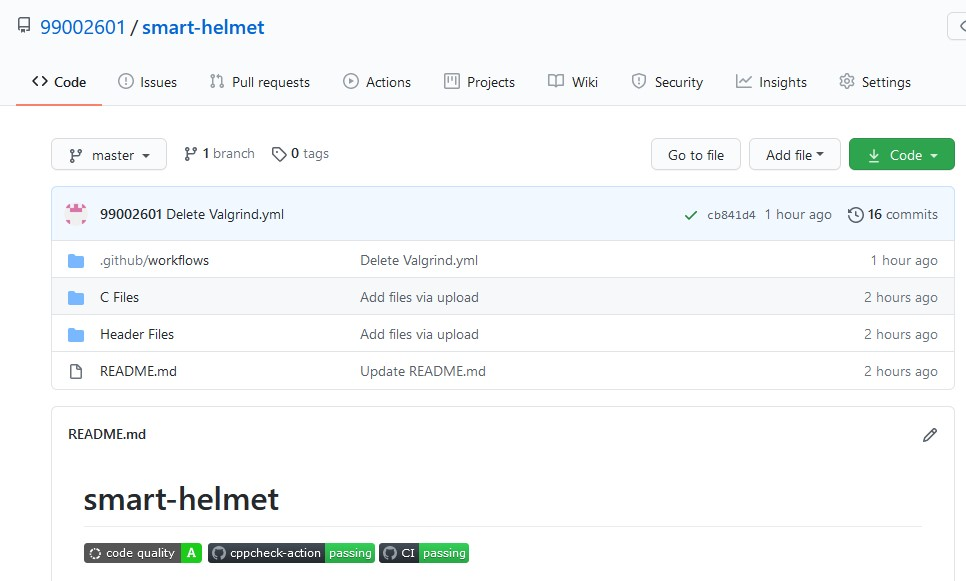 99002601 / smart-helmet
Code Issues Pull requests Actions Projects Wiki Security Insights Settings
master 1 branch 0 tags Go to file Add file Code
99002601 Delete Valgrind.yml cb841d4 1 hour ago 16 commits
.github/workflows Delete Valgrind.yml 1 hour ago
C Files Add files via upload 2 hours ago
Header Files Add files via upload 2 hours ago
README.md Update README.md 2 hours ago
README.md
smart-helmet
code quality A cppcheck-action passing CI passing